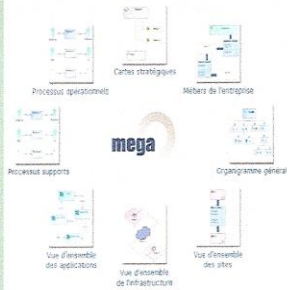 Cartes stratégiques
Processus opérationnels
Métiers de l'entreprise
mega
Processus supports
Organigramme général
Vue d'ensemble
des applications
Vue d'ensemble
de l'infrastructure
Vue d'ensemble
des sites